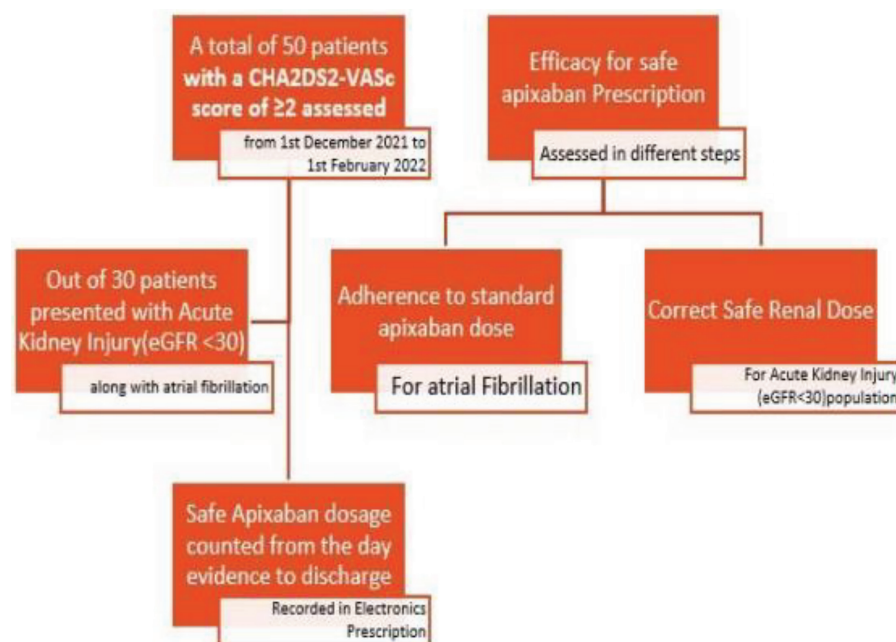 A total of 50 patients
with a CHA2DS2-VASc
score of ≥2 assessed
from 1st December 2021 to
1st February 2022
Out of 30 patients
presented with Acute
Kidney Injury(eGFR <30)
along with atrial fibrillation
Safe Apixaban dosage
counted from the day
evidence to discharge
Recorded in Electronics
Prescription
Efficacy for safe
apixaban Prescription
Assessed in different steps
Adherence to standard
apixaban dose
For atrial Fibrillation
Correct Safe Renal Dose
For Acute Kidney Injury
(eGFR<30)population